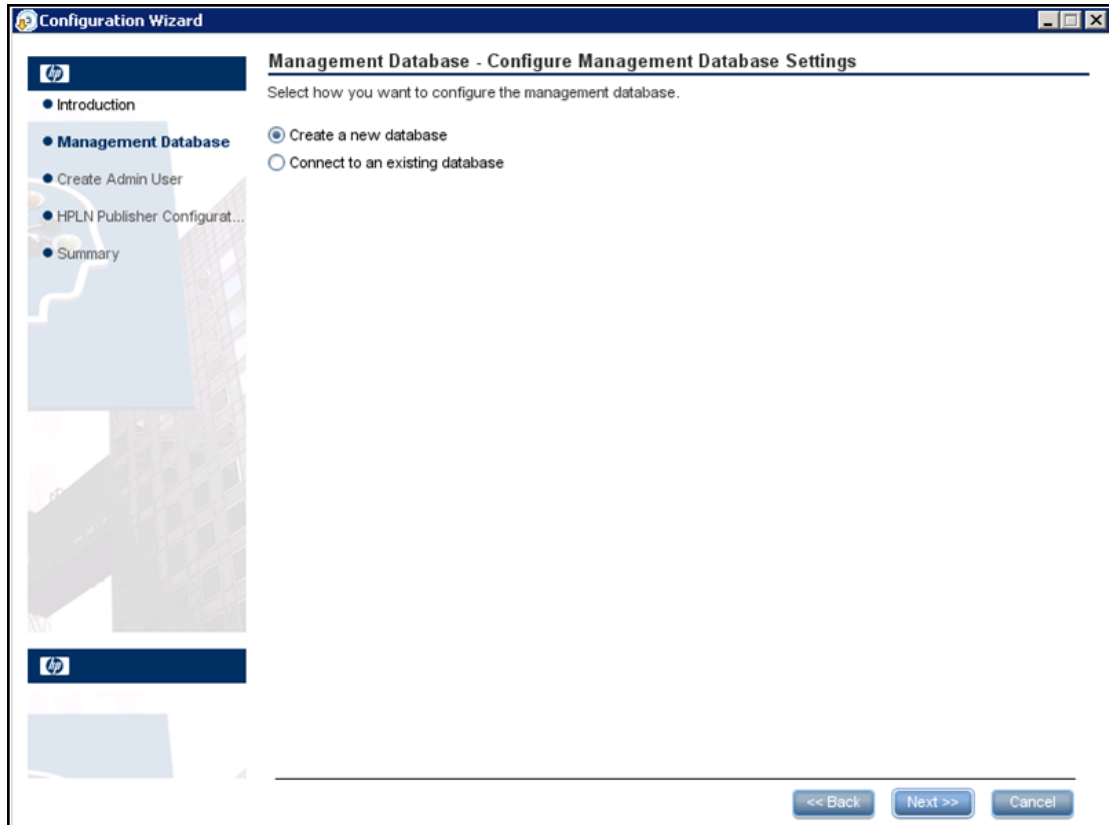 Configuration Wizard
hp
Introduction
Management Database
Create Admin User
HPLN Publisher Configurat...
Summary
hp
Management Database - Configure Management Database Settings
Select how you want to configure the management database.
Create a new database
Connect to an existing database
<< Back
Next >>
Cancel